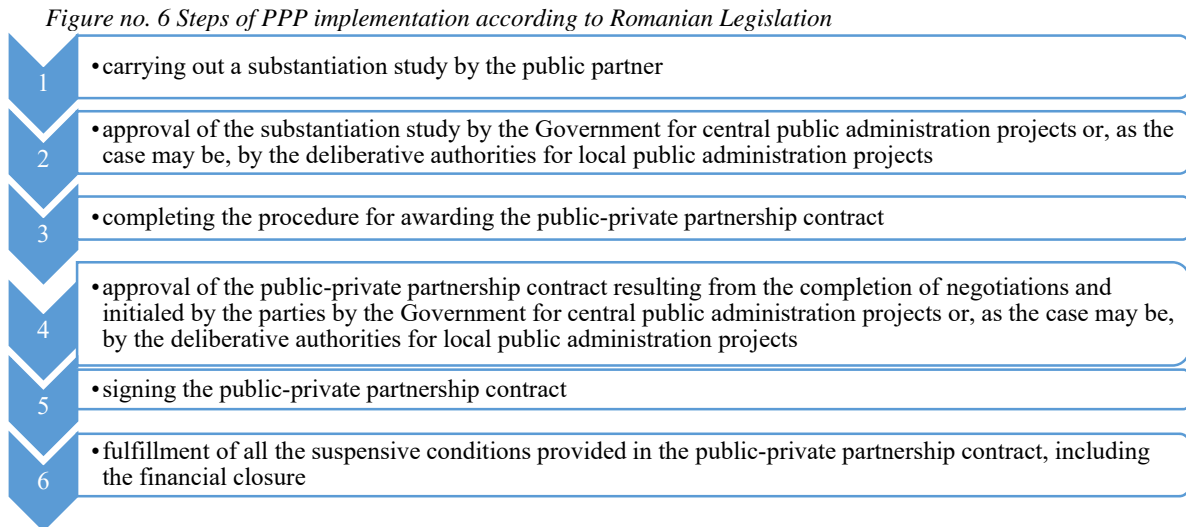 Figure no. 6 Steps of PPP implementation according to Romanian Legislation
1
•carrying out a substantiation study by the public partner
2
•approval of the substantiation study by the Government for central public administration projects or, as the
case may be, by the deliberative authorities for local public administration projects
3
•completing the procedure for awarding the public-private partnership contract
4
•approval of the public-private partnership contract resulting from the completion of negotiations and
initialed by the parties by the Government for central public administration projects or, as the case may be,
by the deliberative authorities for local public administration projects
5
•signing the public-private partnership contract
6
•fulfillment of all the suspensive conditions provided in the public-private partnership contract, including
the financial closure